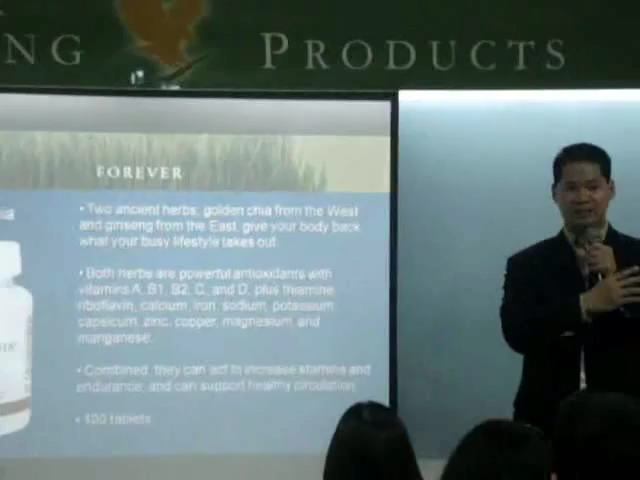 NG PRODUCTS
FOREVER
• Two ancient herbs, golden chia from the West
and ginseng from the East, give your body back
what your busy lifestyle takes out.
• Both herbs are powerful antioxidants with
vitamins A, B1, B2, C, and D, plus thiamine,
riboflavin, calcium, iron, sodium, potassium,
capsicum, zinc, copper, magnesium, and
manganese.
• Combined, they can act to increase stamina and
endurance, and can support healthy circulation.
• 100 tablets